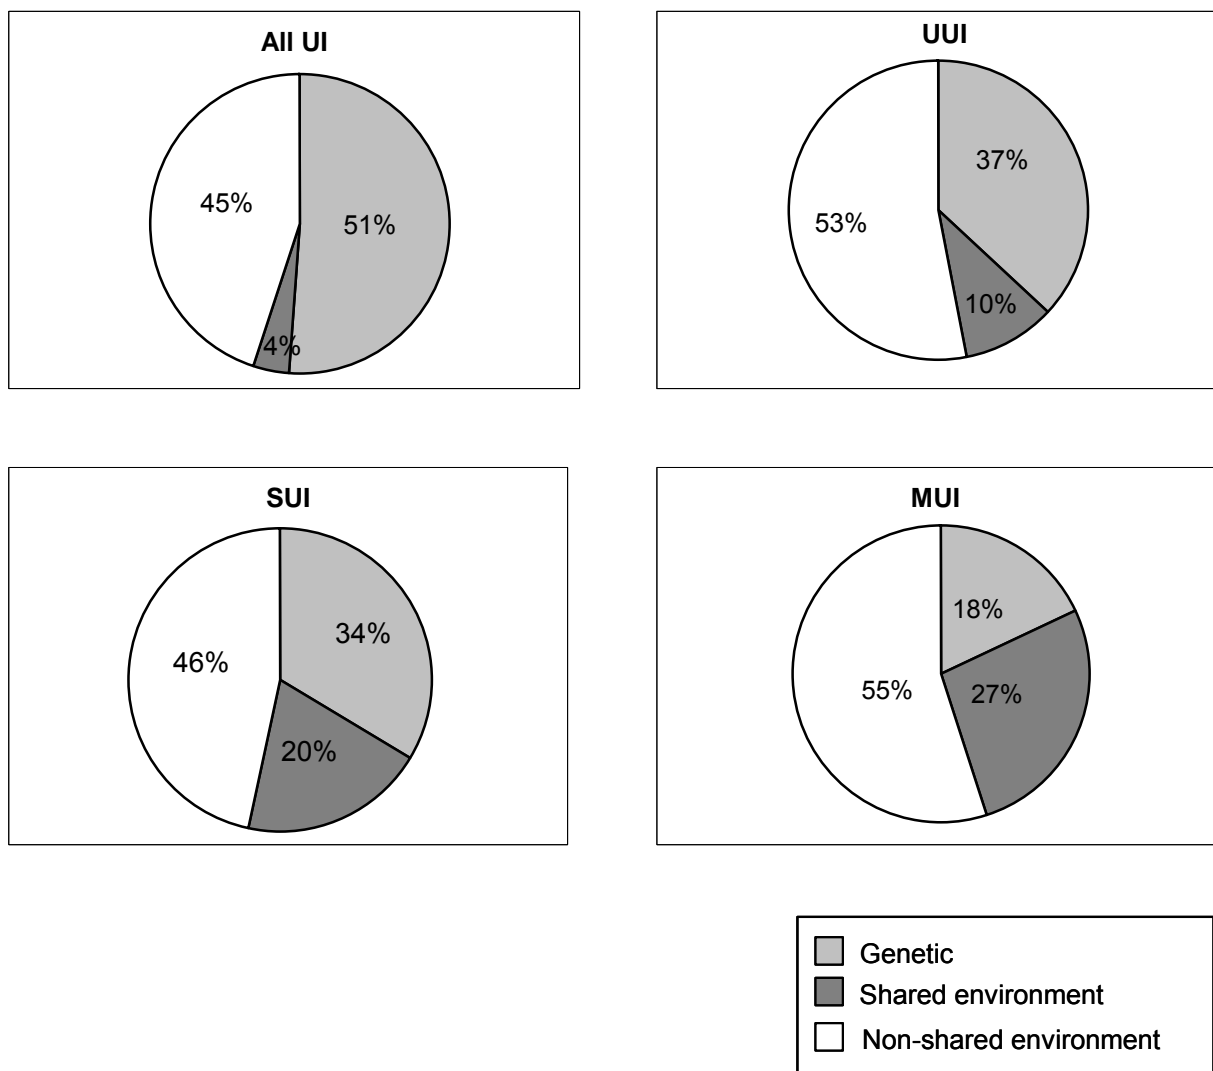 All UI
45%
51%
4%
UUI
37%
53%
10%
SUI
34%
46%
20%
MUI
18%
55%
27%
Genetic
Shared environment
Non-shared environment